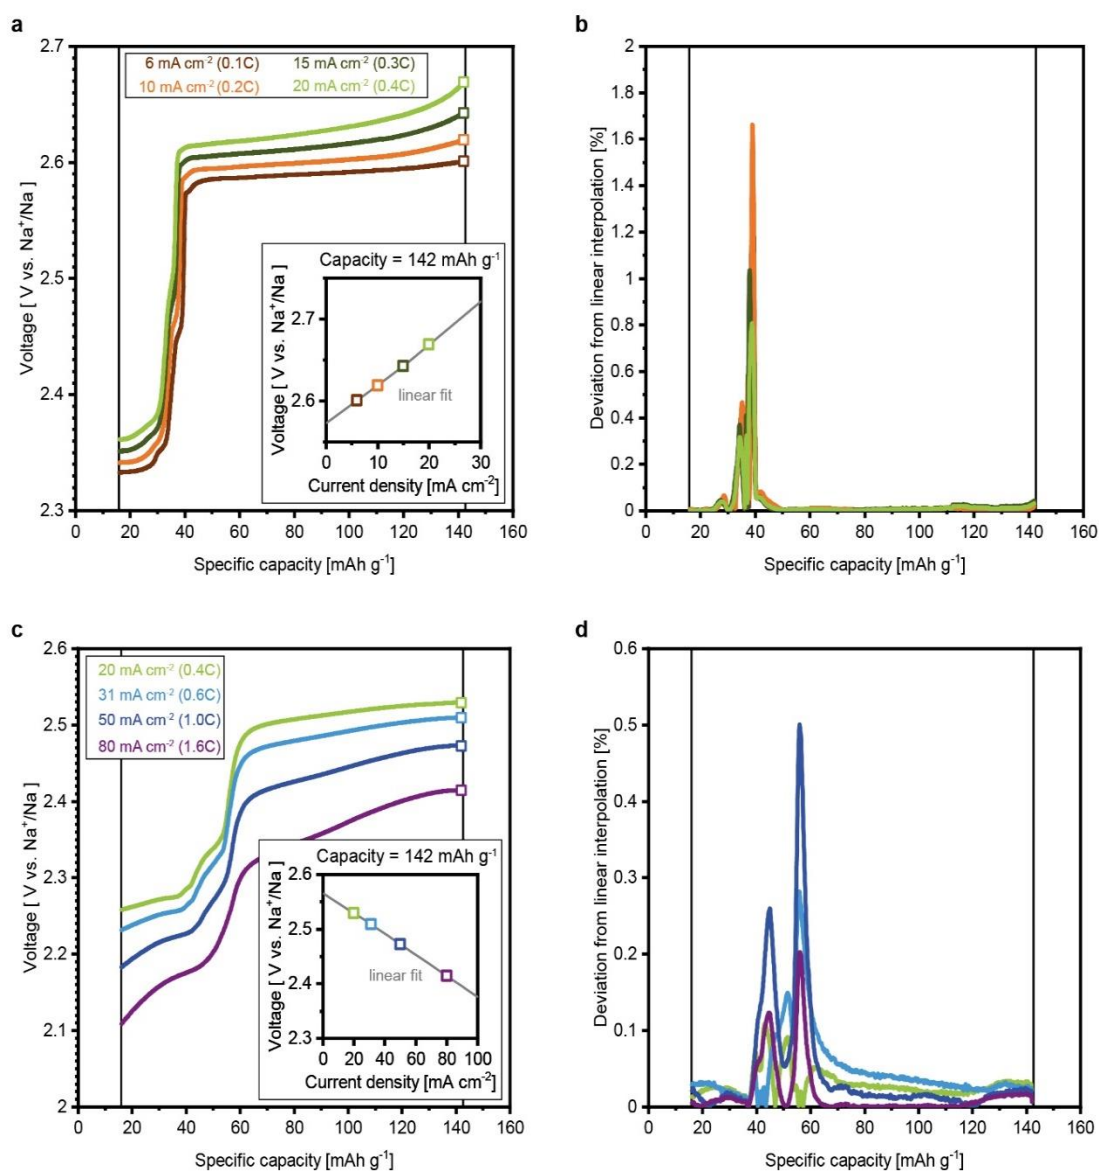 a
2.7
2.6
2.5
2.4
2.3
Voltage [ V vs. Na⁺/Na]
6 mA cm⁻² (0.1C)
15 mA cm⁻² (0.3C)
10 mA cm⁻² (0.2C)
20 mA cm⁻² (0.4C)
Capacity = 142 mAh g⁻¹
Voltage [ V vs. Na⁺/Na ]
2.7
2.6
linear fit
0 10 20 30
Current density [mA cm⁻²]
0 20 40 60 80 100 120 140 160
Specific capacity [mAh g⁻¹]
b
2
1.8
1.6
1.4
1.2
1
0.8
0.6
0.4
0.2
0
Deviation from linear interpolation [%]
0 20 40 60 80 100 120 140 160
Specific capacity [mAh g⁻¹]
c
2.6
2.5
2.4
2.3
2.2
2.1
2
Voltage [ V vs. Na⁺/Na ]
20 mA cm⁻² (0.4C)
31 mA cm⁻² (0.6C)
50 mA cm⁻² (1.0C)
80 mA cm⁻² (1.6C)
Capacity = 142 mAh g⁻¹
Voltage [ V vs. Na⁺/Na ]
2.6
2.5
2.4
2.3
linear fit
0 20 40 60 80 100
Current density [mA cm⁻²]
0 20 40 60 80 100 120 140 160
Specific capacity [mAh g⁻¹]
d
0.6
0.5
0.4
0.3
0.2
0.1
0
Deviation from linear interpolation [%]
0 20 40 60 80 100 120 140 160
Specific capacity [mAh g⁻¹]